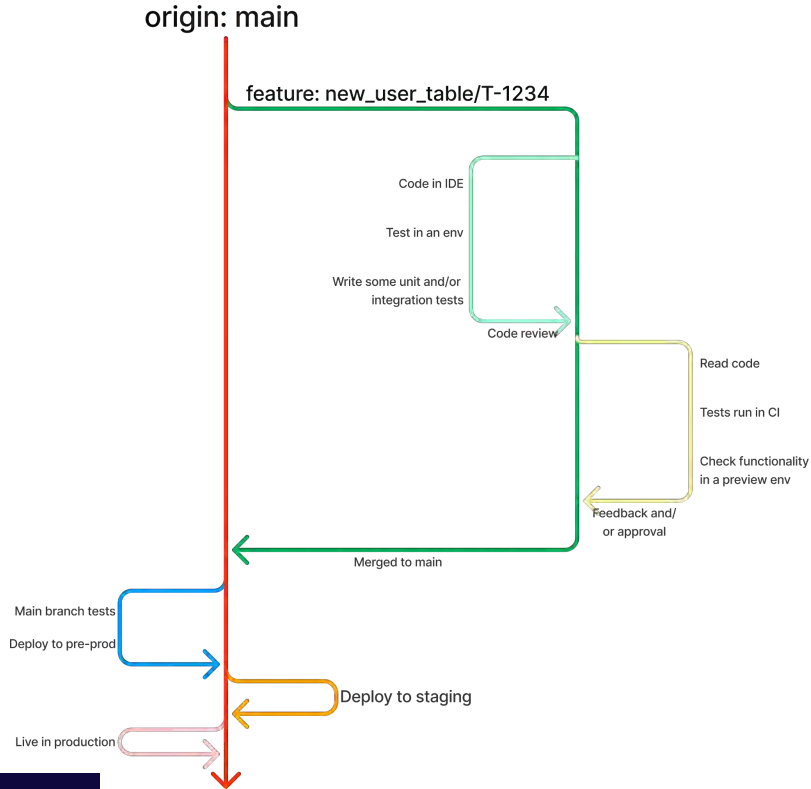 origin: main
feature: new_user_table/T-1234
Code in IDE
Test in an env
Write some unit and/or
integration tests
Code review
Read code
Tests run in CI
Check functionality
in a preview env
Feedback and/
or approval
Merged to main
Main branch tests
Deploy to pre-prod
Deploy to staging
Live in production